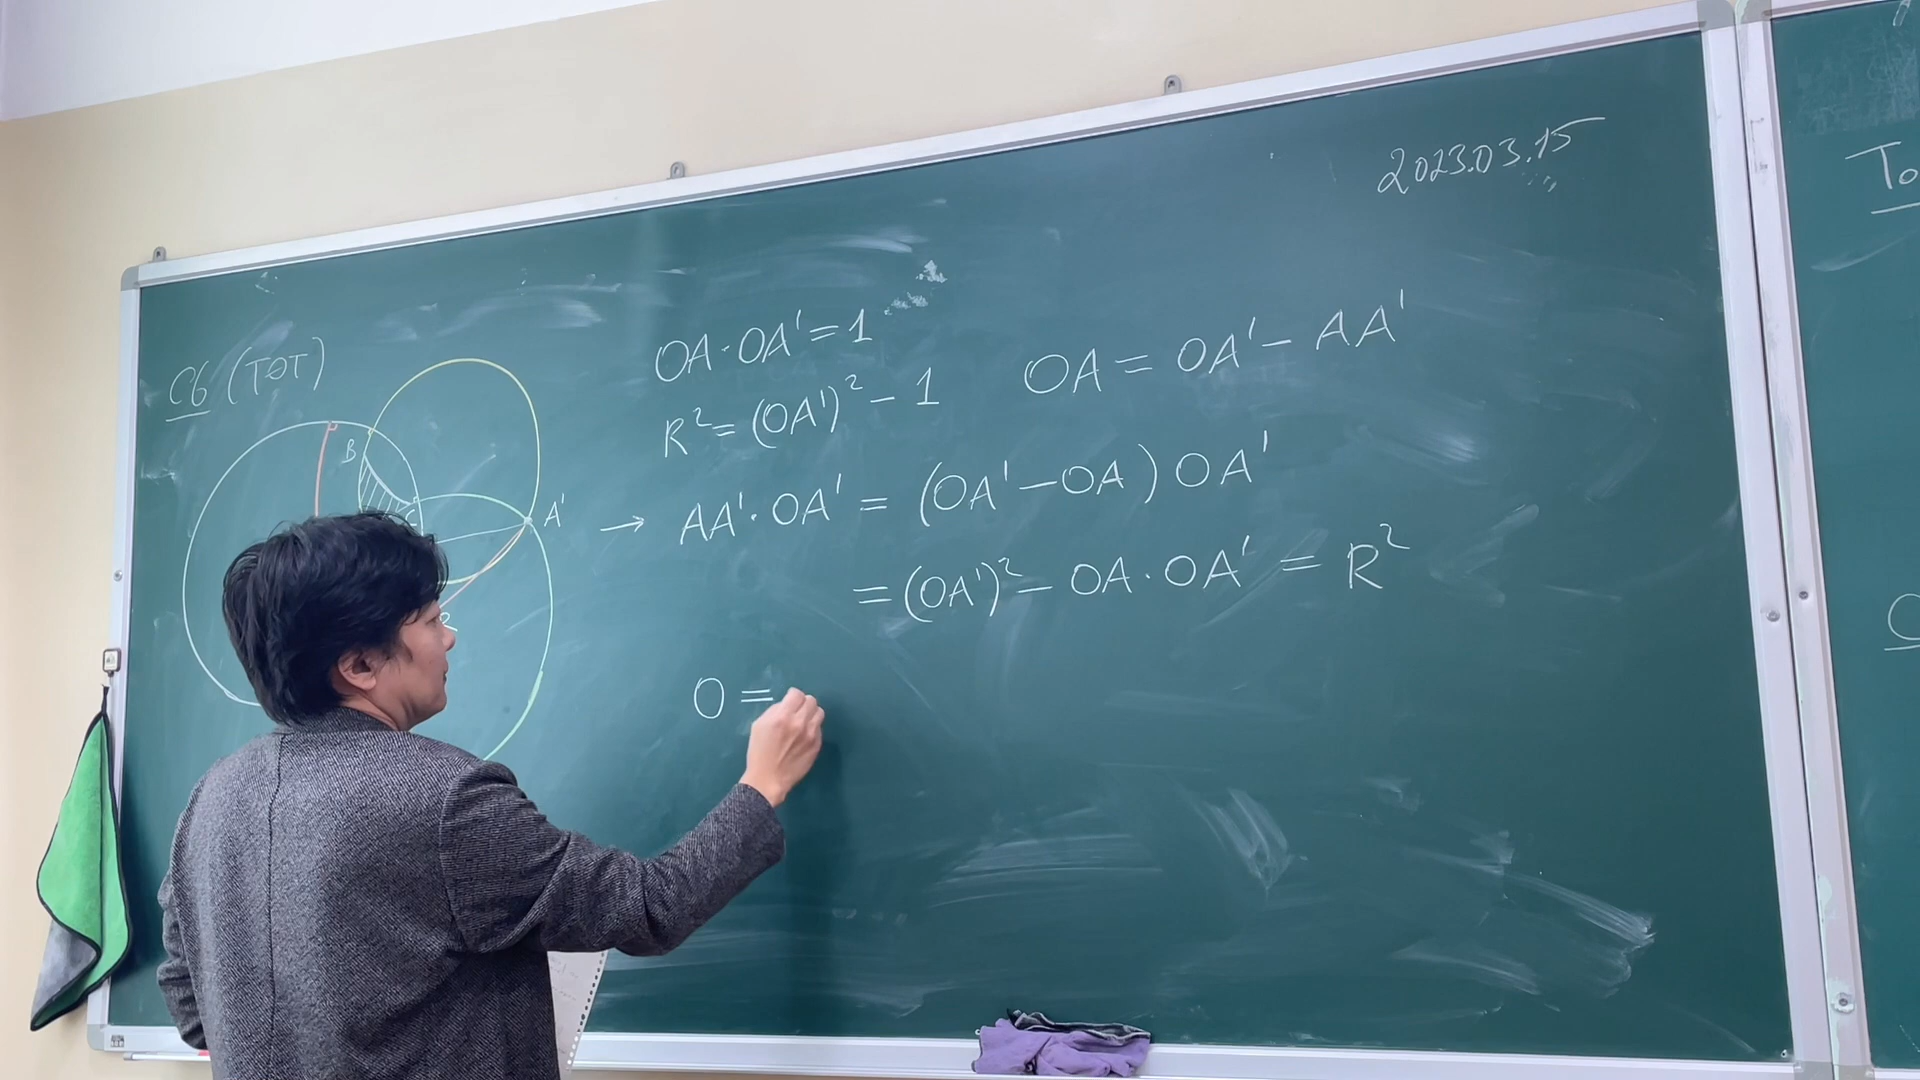 2023.03.15
C6 (TOT)
B
C
A'
R
OA·OA' = 1
R² = (OA')² - 1
OA = OA' - AA'
→ AA'·OA' = (OA' - OA) OA'
= (OA')² - OA·OA' = R²
O =
To